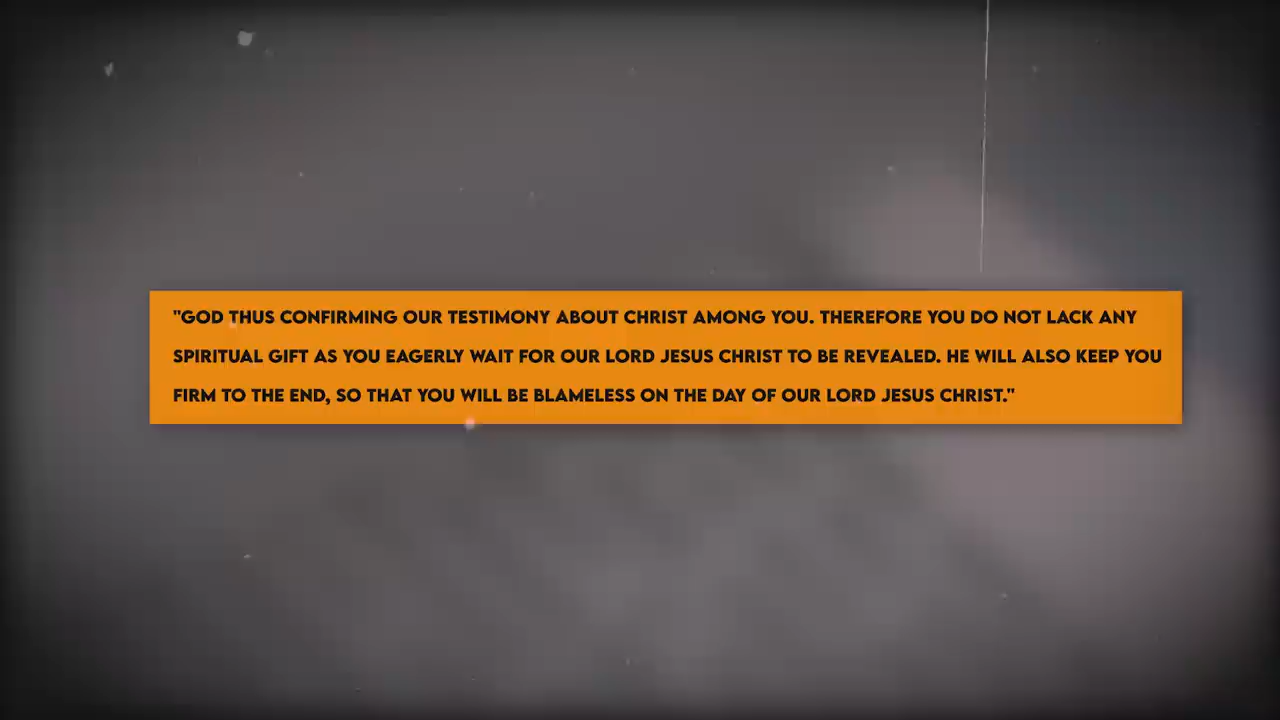 "GOD THUS CONFIRMING OUR TESTIMONY ABOUT CHRIST AMONG YOU. THEREFORE YOU DO NOT LACK ANY
SPIRITUAL GIFT AS YOU EAGERLY WAIT FOR OUR LORD JESUS CHRIST TO BE REVEALED. HE WILL ALSO KEEP YOU
FIRM TO THE END, SO THAT YOU WILL BE BLAMELESS ON THE DAY OF OUR LORD JESUS CHRIST."